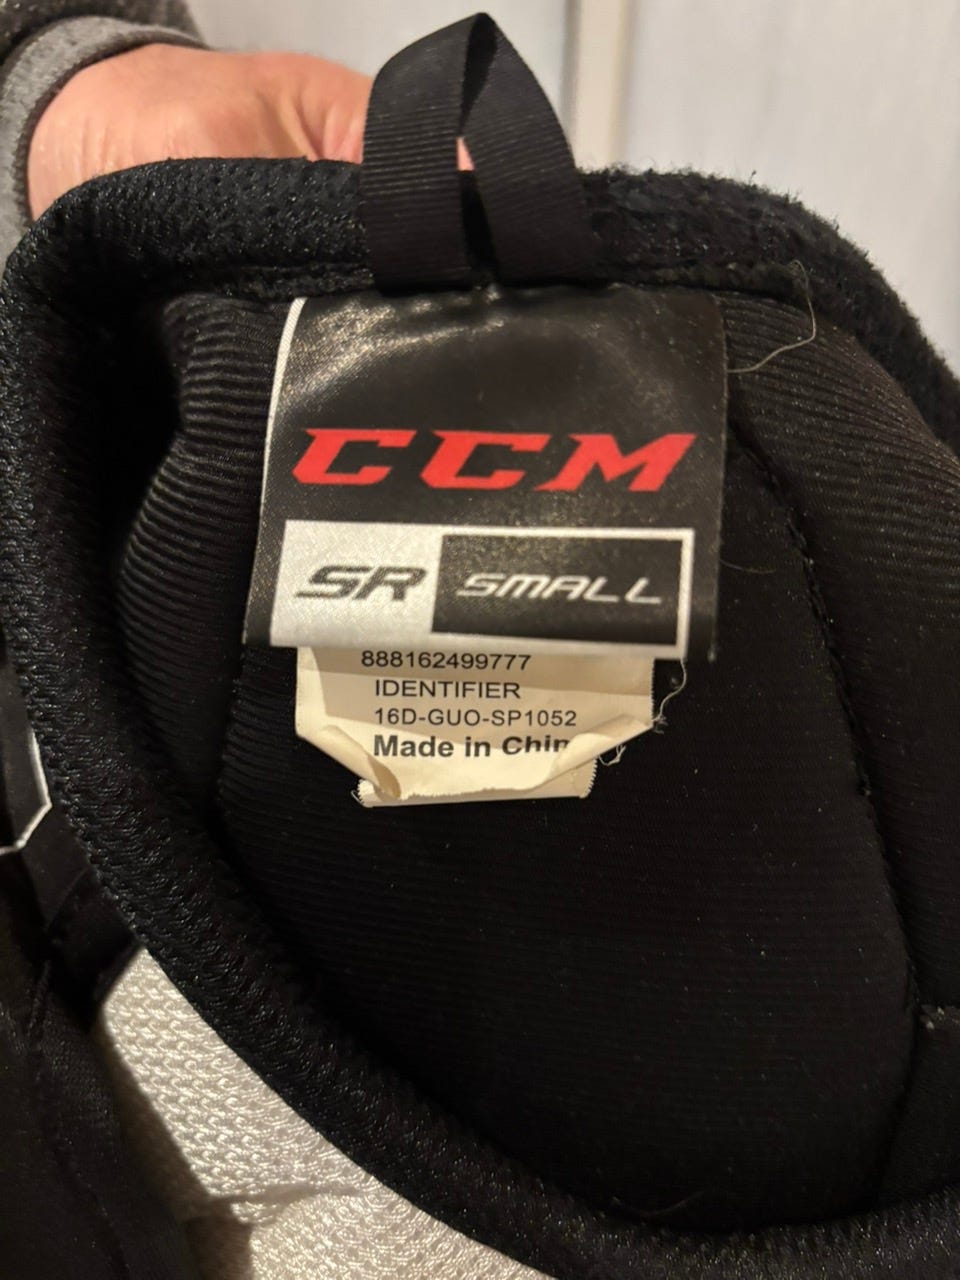 CCM
SR SMALL
888162499777
IDENTIFIER
16D-GUO-SP1052
Made in Chin